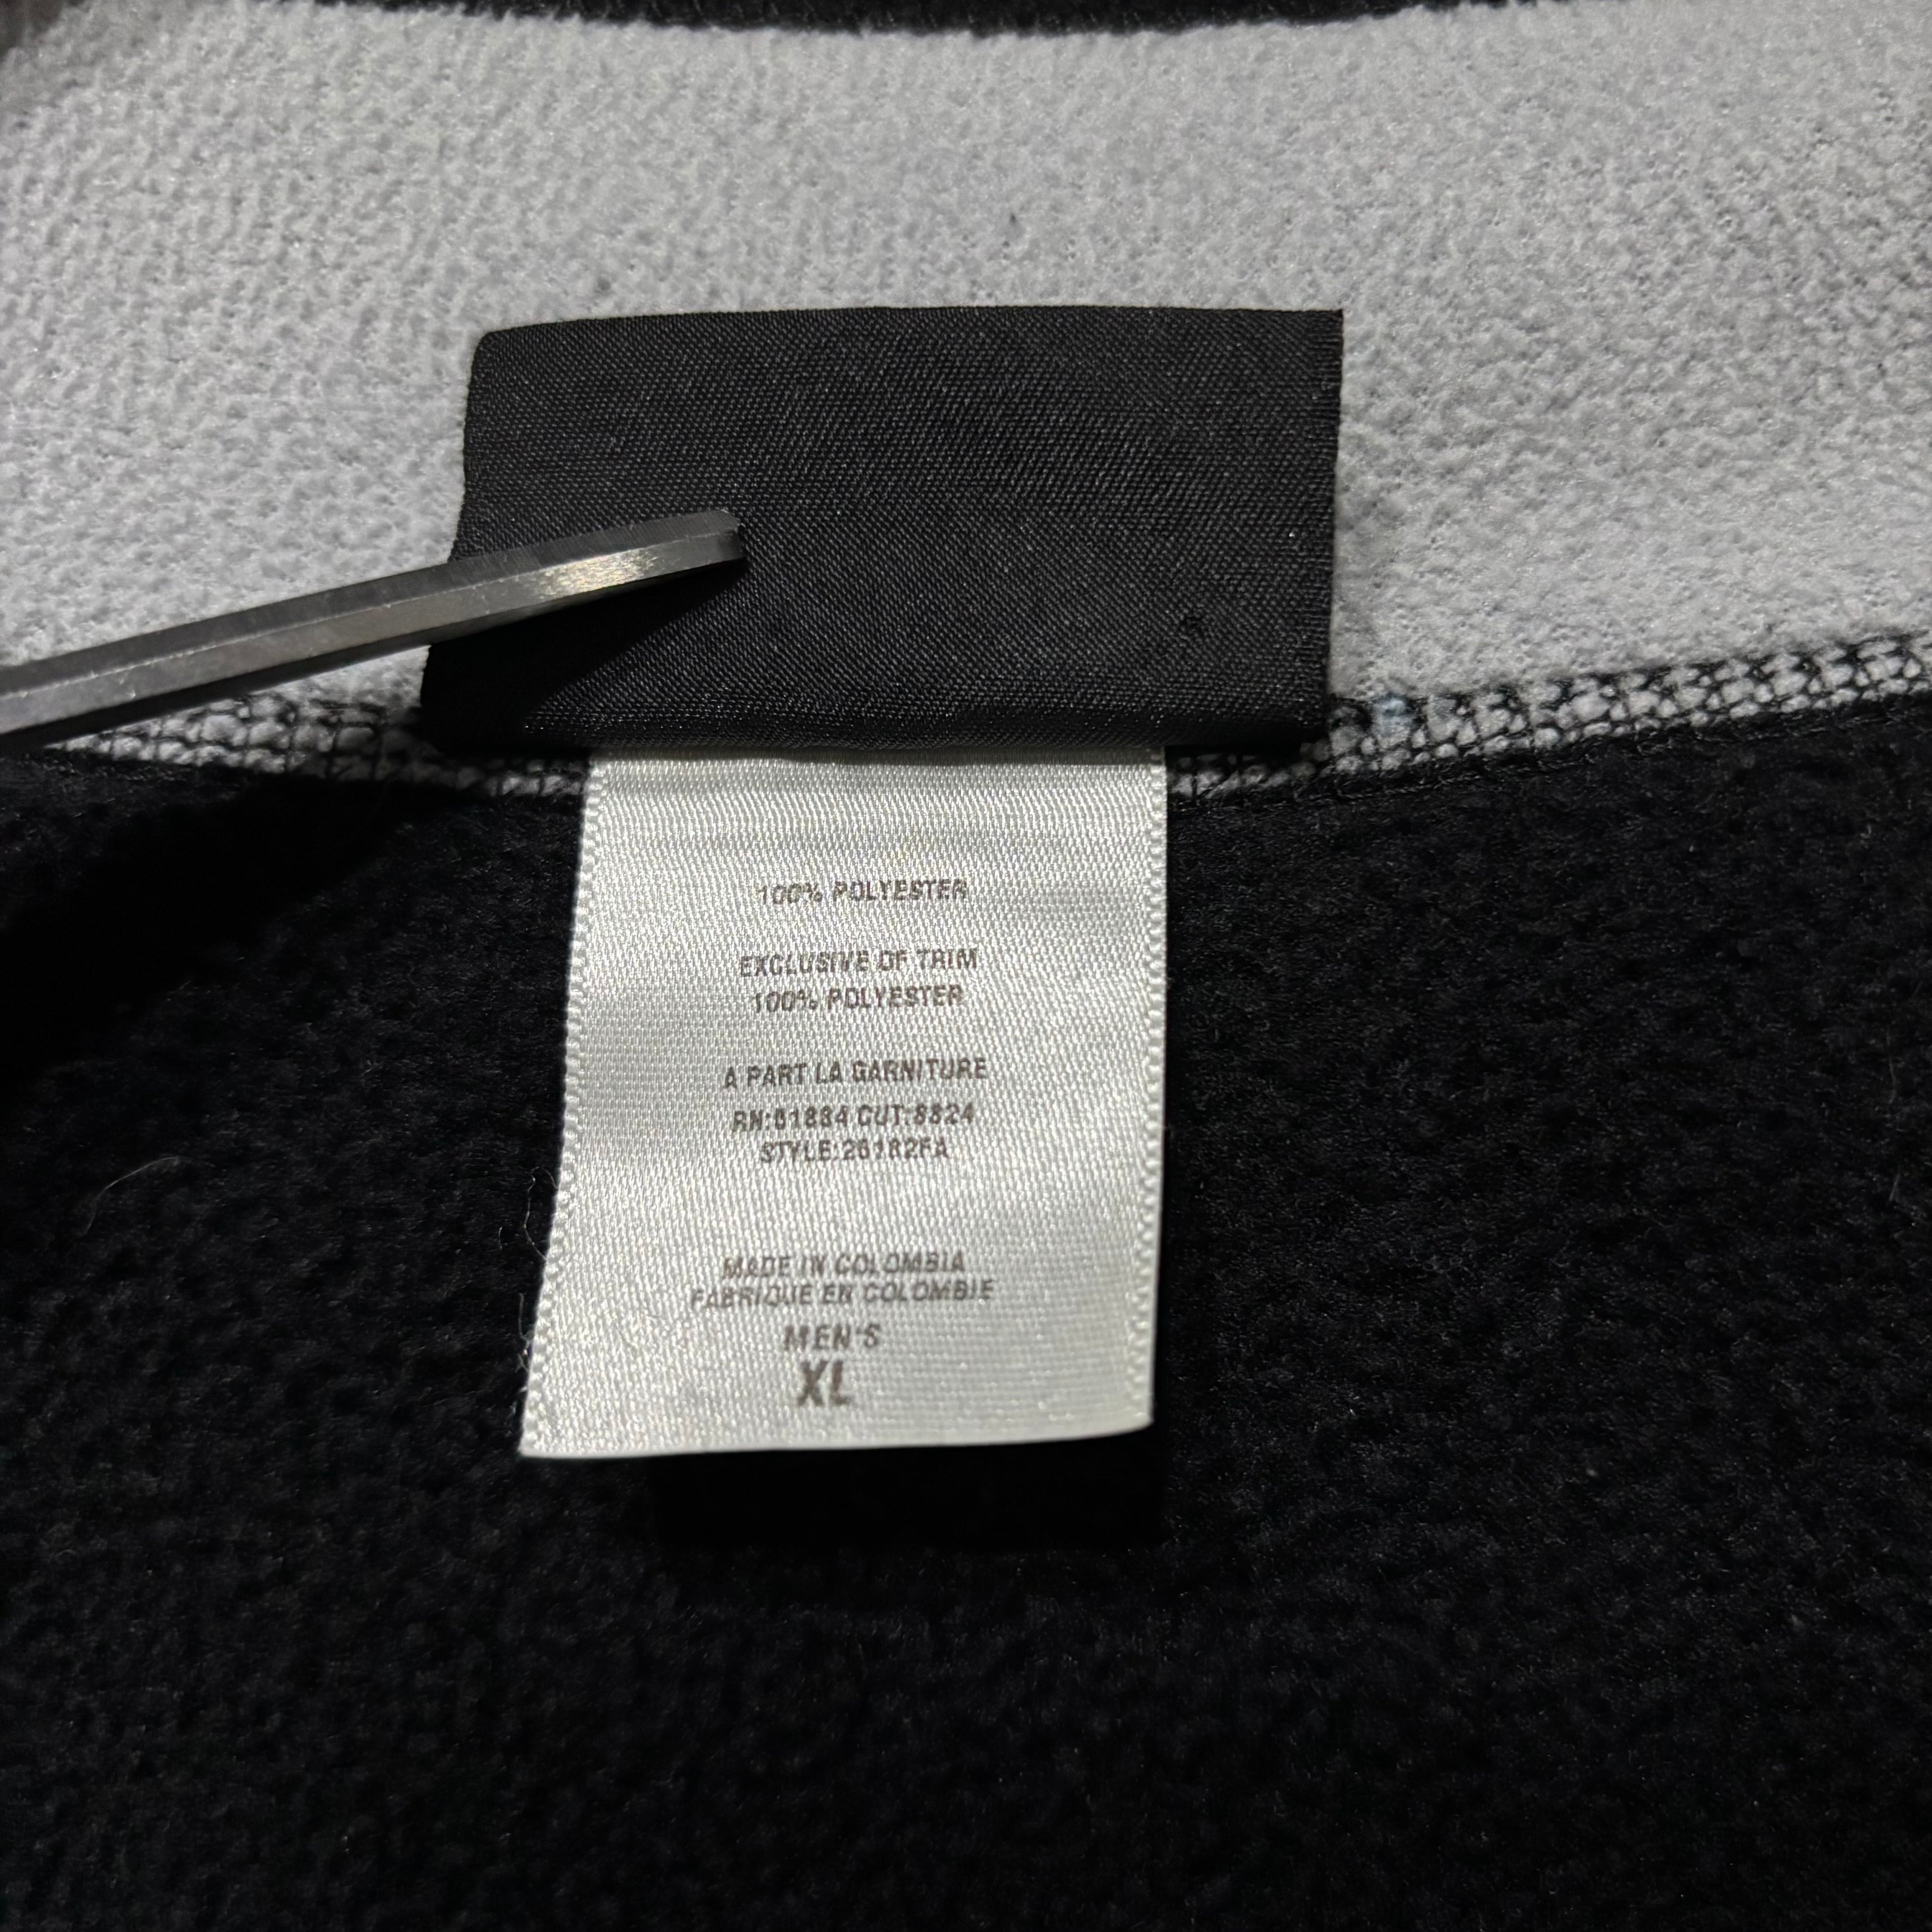 100% POLYESTER
EXCLUSIVE OF TRIM
100% POLYESTER
A PART LA GARNITURE
RN:61884 CUT:8824
STYLE:26182FA
MADE IN COLOMBIA
FABRIQUE EN COLOMBIE
MEN'S
XL